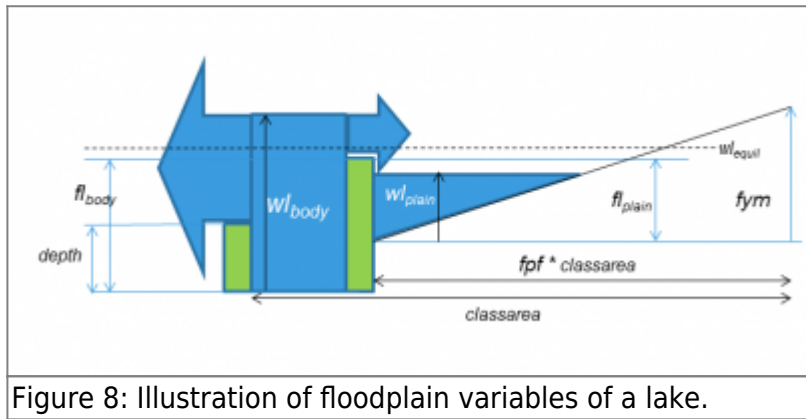 wl_equil
fl_body
wl_body
wl_plain
fl_plain
fym
depth
fpf * classarea
classarea
Figure 8: Illustration of floodplain variables of a lake.